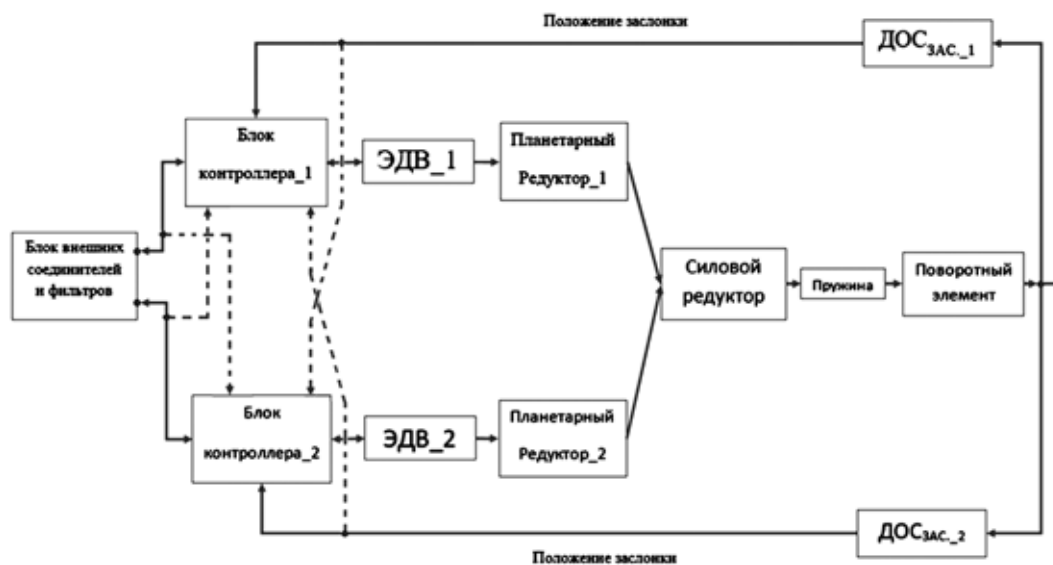 Положение заслонки
ДОСЗАС._1
Блок
контроллера_1
ЭДВ_1
Планетарный
Редуктор_1
Блок внешних
соединителей
и фильтров
Силовой
редуктор
Пружина
Поворотный
элемент
Блок
контроллера_2
ЭДВ_2
Планетарный
Редуктор_2
ДОСЗАС._2
Положение заслонки